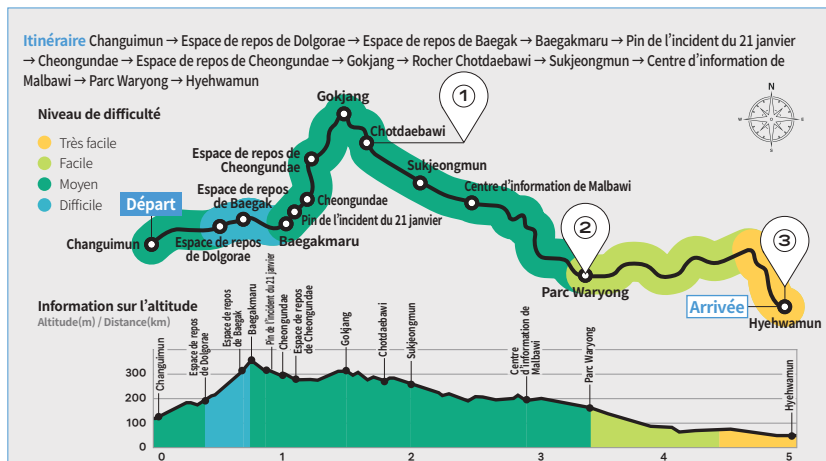 Itinéraire Changuimun → Espace de repos de Dolgorae → Espace de repos de Baegak → Baegakmaru → Pin de l'incident du 21 janvier
→ Cheongundae → Espace de repos de Cheongundae → Gokjang → Rocher Chotdaebawi → Sukjeongmun → Centre d'information de
Malbawi → Parc Waryong → Hyehwamun
Niveau de difficulté
Très facile
Facile
Moyen
Difficile
N
W
E
S
Gokjang
1
Chotdaebawi
Espace de repos de
Cheongundae
Sukjeongmun
Espace de repos
de Baegak
Centre d'information de Malbawi
Cheongundae
Départ
Pin de l'incident du 21 janvier
Changuimun
Espace de repos
de Dolgorae
Baegakmaru
2
3
Parc Waryong
Arrivée
Hyehwamun
Information sur l'altitude
Altitude(m) / Distance(km)
Changuimun
Espace de repos
de Dolgorae
Espace de repos
de Baegak
Baegakmaru
Pin de l'incident du 21 janvier
Cheongundae
Espace de repos
de Cheongundae
Gokjang
Chotdaebawi
Sukjeongmun
Centre
d'information de
Malbawi
Parc Waryong
Hyehwamun
300
200
100
0
0 1 2 3 4 5